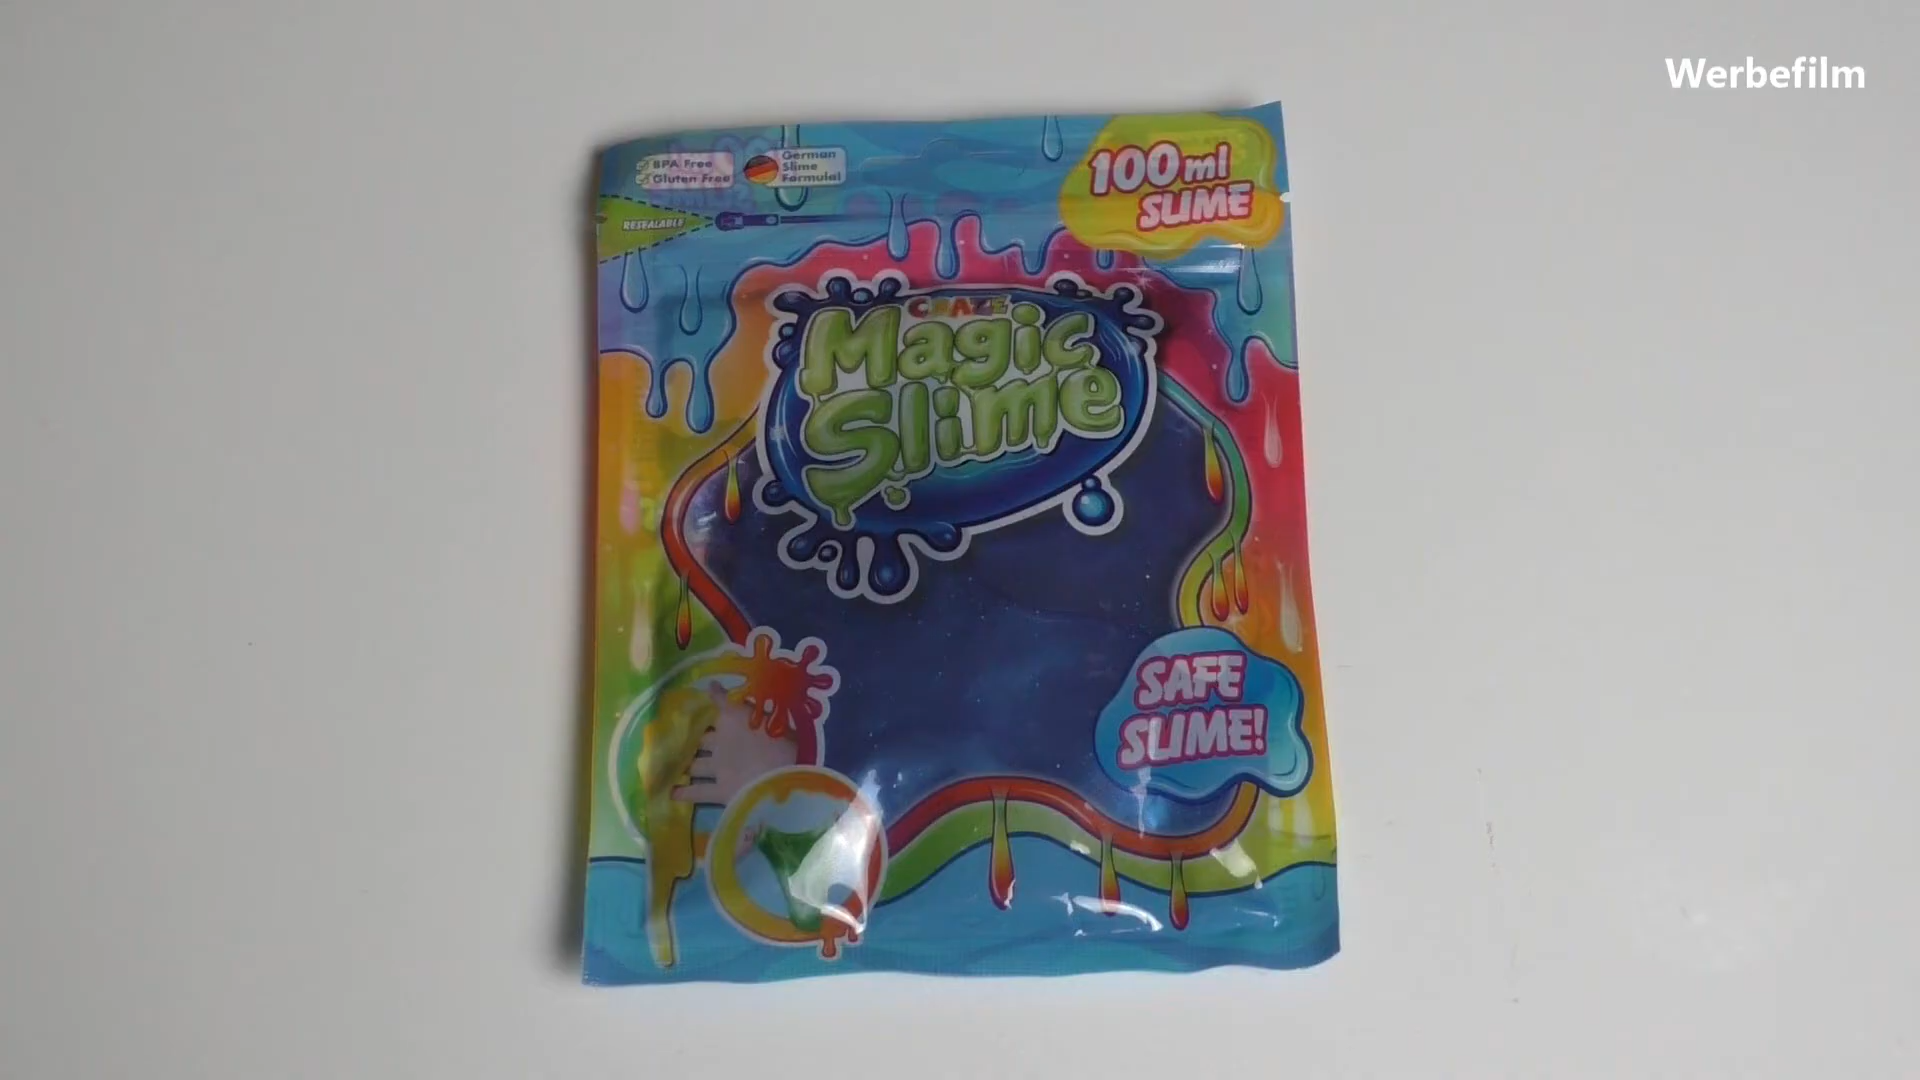 Werbefilm
BPA Free
Gluten Free
German
Slime
Formula!
100ml
SLIME
RESEALABLE
CRAZE
Magic
Slime
SAFE
SLIME!